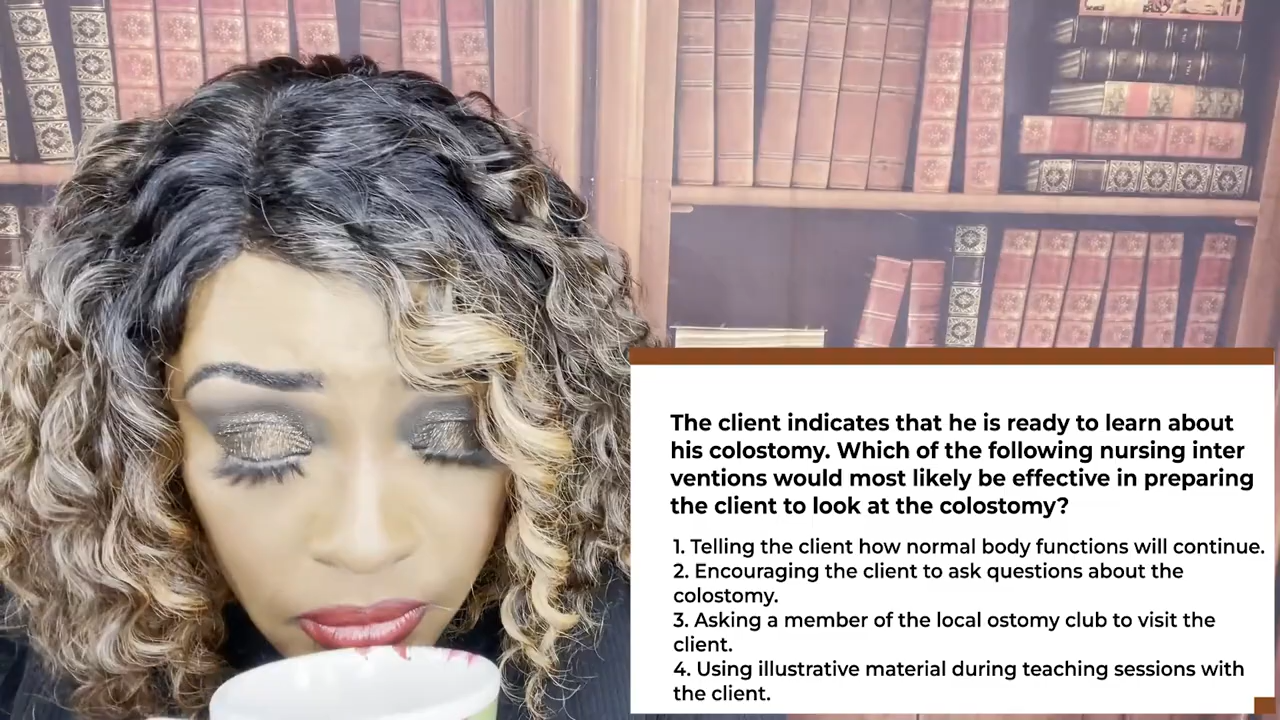 The client indicates that he is ready to learn about
his colostomy. Which of the following nursing inter
ventions would most likely be effective in preparing
the client to look at the colostomy?
1. Telling the client how normal body functions will continue.
2. Encouraging the client to ask questions about the
colostomy.
3. Asking a member of the local ostomy club to visit the
client.
4. Using illustrative material during teaching sessions with
the client.